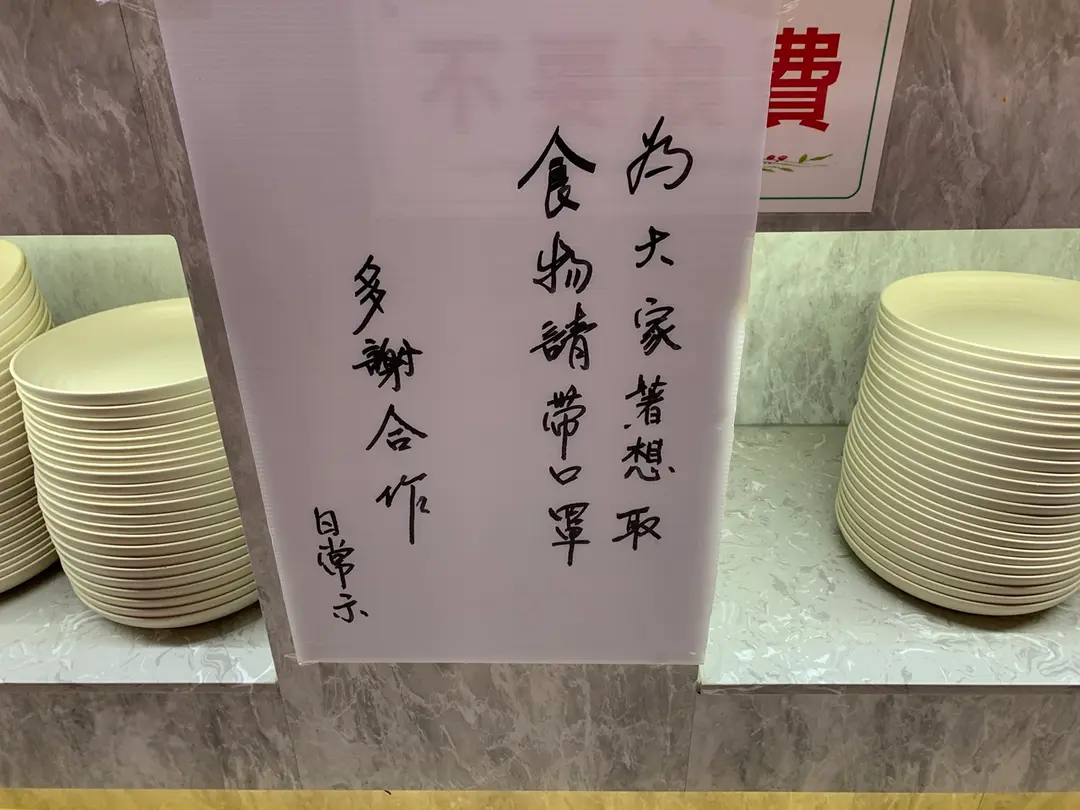 為大家著想取
食物請帶口罩
多謝合作
日常示
不要浪費